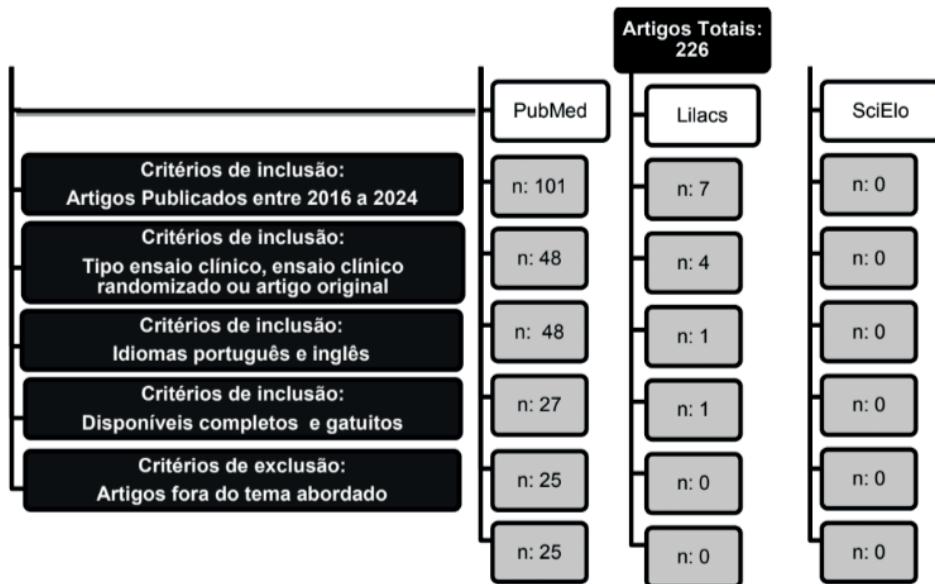 Artigos Totais:
226
PubMed
Lilacs
SciElo
Critérios de inclusão:
Artigos Publicados entre 2016 a 2024
n: 101
n: 7
n: 0
Critérios de inclusão:
Tipo ensaio clínico, ensaio clínico
randomizado ou artigo original
n: 48
n: 4
n: 0
Critérios de inclusão:
Idiomas português e inglês
n: 48
n: 1
n: 0
Critérios de inclusão:
Disponíveis completos e gatuitos
n: 27
n: 1
n: 0
Critérios de exclusão:
Artigos fora do tema abordado
n: 25
n: 0
n: 0
n: 25
n: 0
n: 0